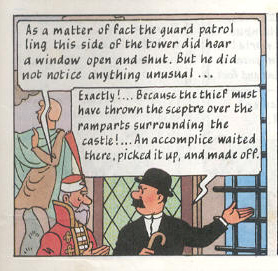 As a matter of fact the guard patrol
ling this side of the tower did hear
a window open and shut. But he did
not notice anything unusual ...
Exactly!... Because the thief must
have thrown the sceptre over the
ramparts surrounding the
castle!... An accomplice waited
there, picked it up, and made off.